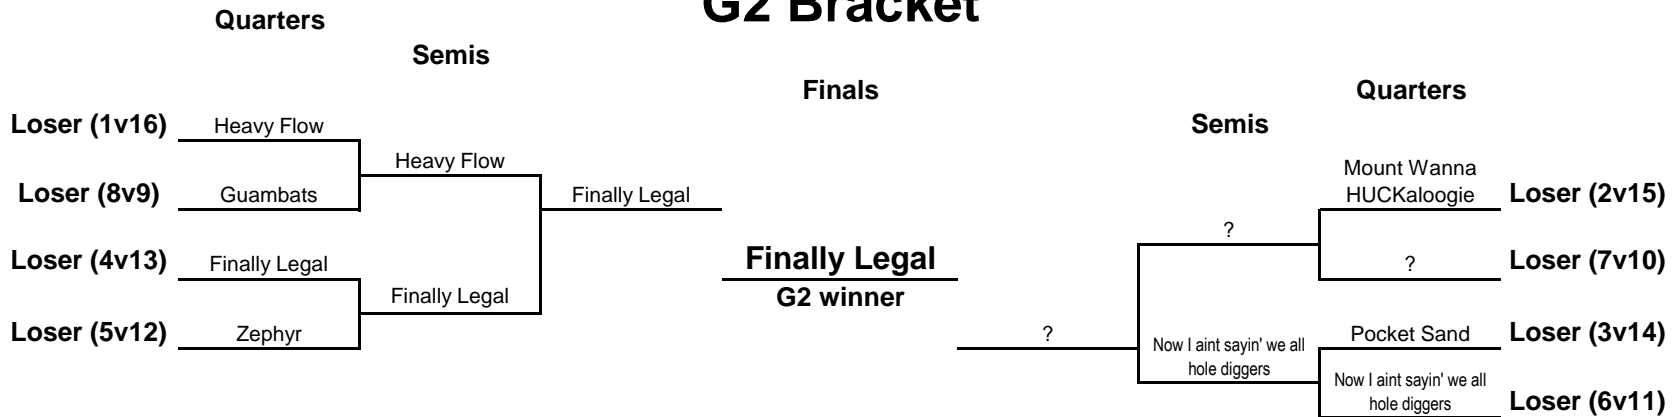 G2 Bracket
Quarters
Semis
Finals
Quarters
Semis
Loser (1v16)
Heavy Flow
Heavy Flow
Loser (8v9)
Guambats
Finally Legal
Loser (4v13)
Finally Legal
Finally Legal
Loser (5v12)
Zephyr
Finally Legal
G2 winner
Mount Wanna
HUCKaloogie
Loser (2v15)
?
?
Loser (7v10)
?
Pocket Sand
Loser (3v14)
Now I aint sayin' we all
hole diggers
Now I aint sayin' we all
hole diggers
Loser (6v11)